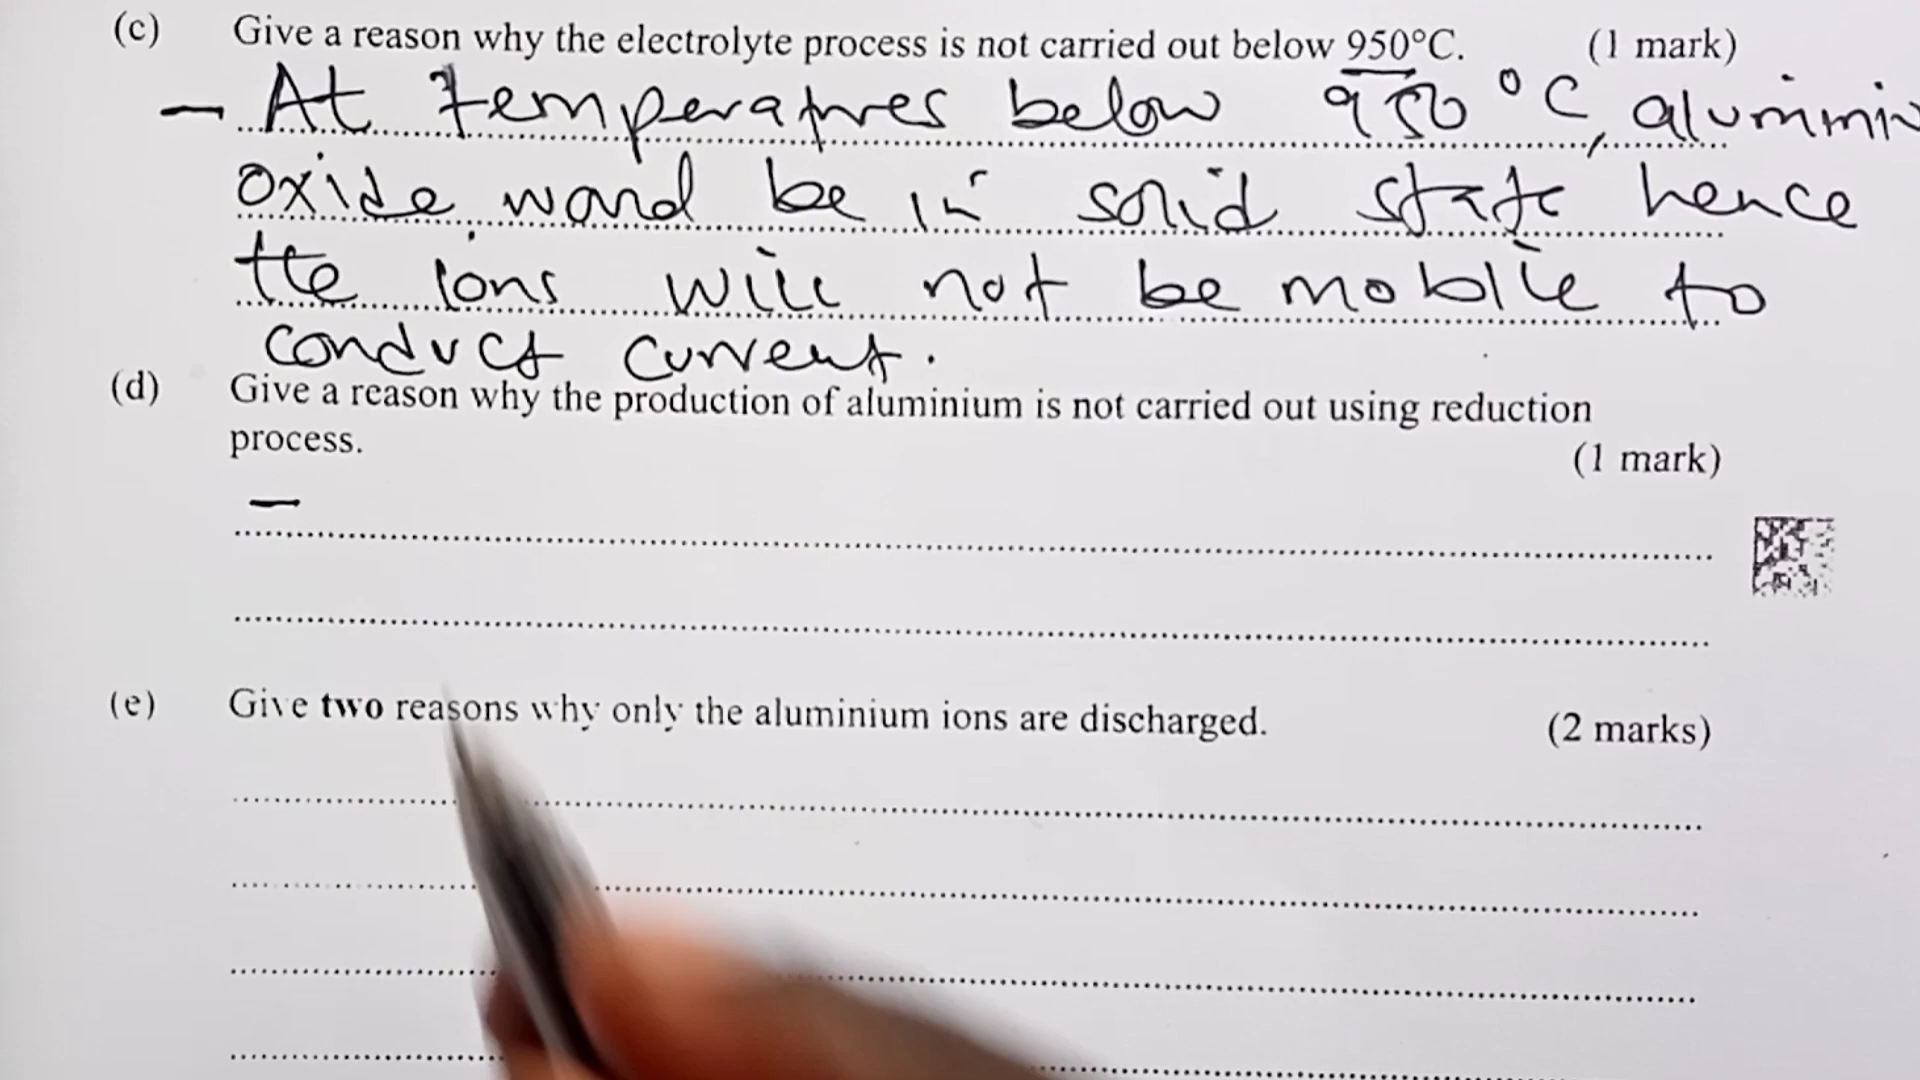 (c) Give a reason why the electrolyte process is not carried out below 950°C. (1 mark)
- At temperatures below 950 °C, aluminiu
oxide would be in solid state hence
the ions will not be moblie to
conduct current.
(d) Give a reason why the production of aluminium is not carried out using reduction
process. (1 mark)
-
(e) Give two reasons why only the aluminium ions are discharged. (2 marks)